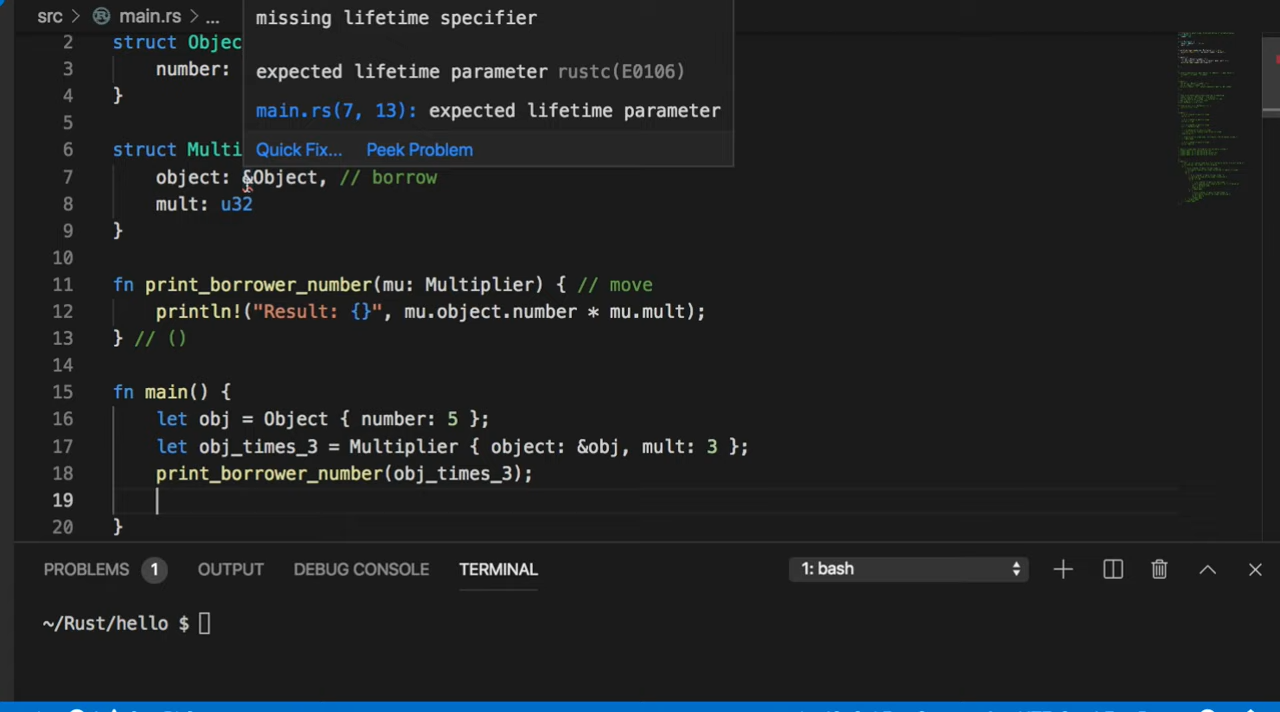 src > main.rs > ...
missing lifetime specifier
2 struct Objec
expected lifetime parameter rustc(E0106)
3 number:
4 }
main.rs(7, 13): expected lifetime parameter
5
6 struct Multi
Quick Fix... Peek Problem
7 object: &Object, // borrow
8 mult: u32
9 }
10
11 fn print_borrower_number(mu: Multiplier) { // move
12 println!("Result: {}", mu.object.number * mu.mult);
13 } // ()
14
15 fn main() {
16 let obj = Object { number: 5 };
17 let obj_times_3 = Multiplier { object: &obj, mult: 3 };
18 print_borrower_number(obj_times_3);
19
20 }
PROBLEMS 1 OUTPUT DEBUG CONSOLE TERMINAL 1: bash
~/Rust/hello $